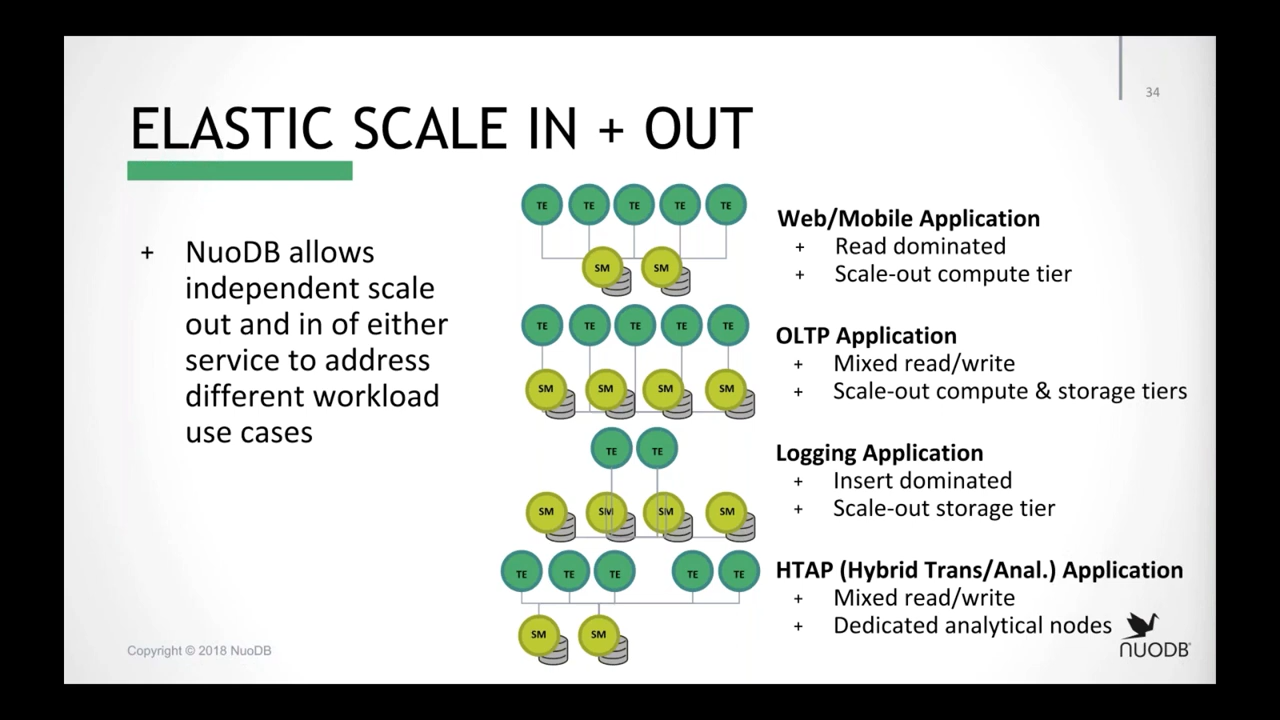 34
ELASTIC SCALE IN + OUT
+ NuoDB allows
independent scale
out and in of either
service to address
different workload
use cases
TE TE TE TE TE
SM SM
Web/Mobile Application
+ Read dominated
+ Scale-out compute tier
TE TE TE TE TE
SM SM SM SM
OLTP Application
+ Mixed read/write
+ Scale-out compute & storage tiers
TE TE
SM SM SM SM
Logging Application
+ Insert dominated
+ Scale-out storage tier
TE TE TE TE TE
SM SM
HTAP (Hybrid Trans/Anal.) Application
+ Mixed read/write
+ Dedicated analytical nodes
Copyright © 2018 NuoDB
NUODB